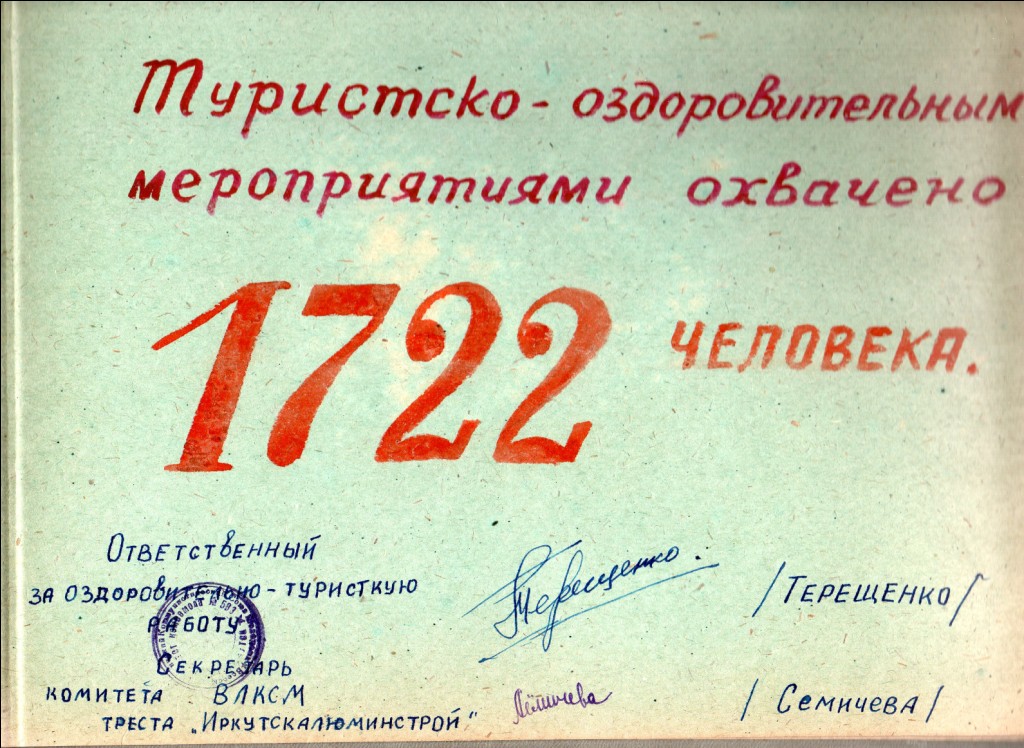 Туристско - оздоровительным
мероприятиями охвачено
1722 ЧЕЛОВЕКА.
Ответственный
за оздоровительно - туристкую
работу
Терещенко.
/Терещенко/
Секретарь
комитета ВЛКСМ
треста „Иркутскалюминстрой"
Семичева
/Семичева/